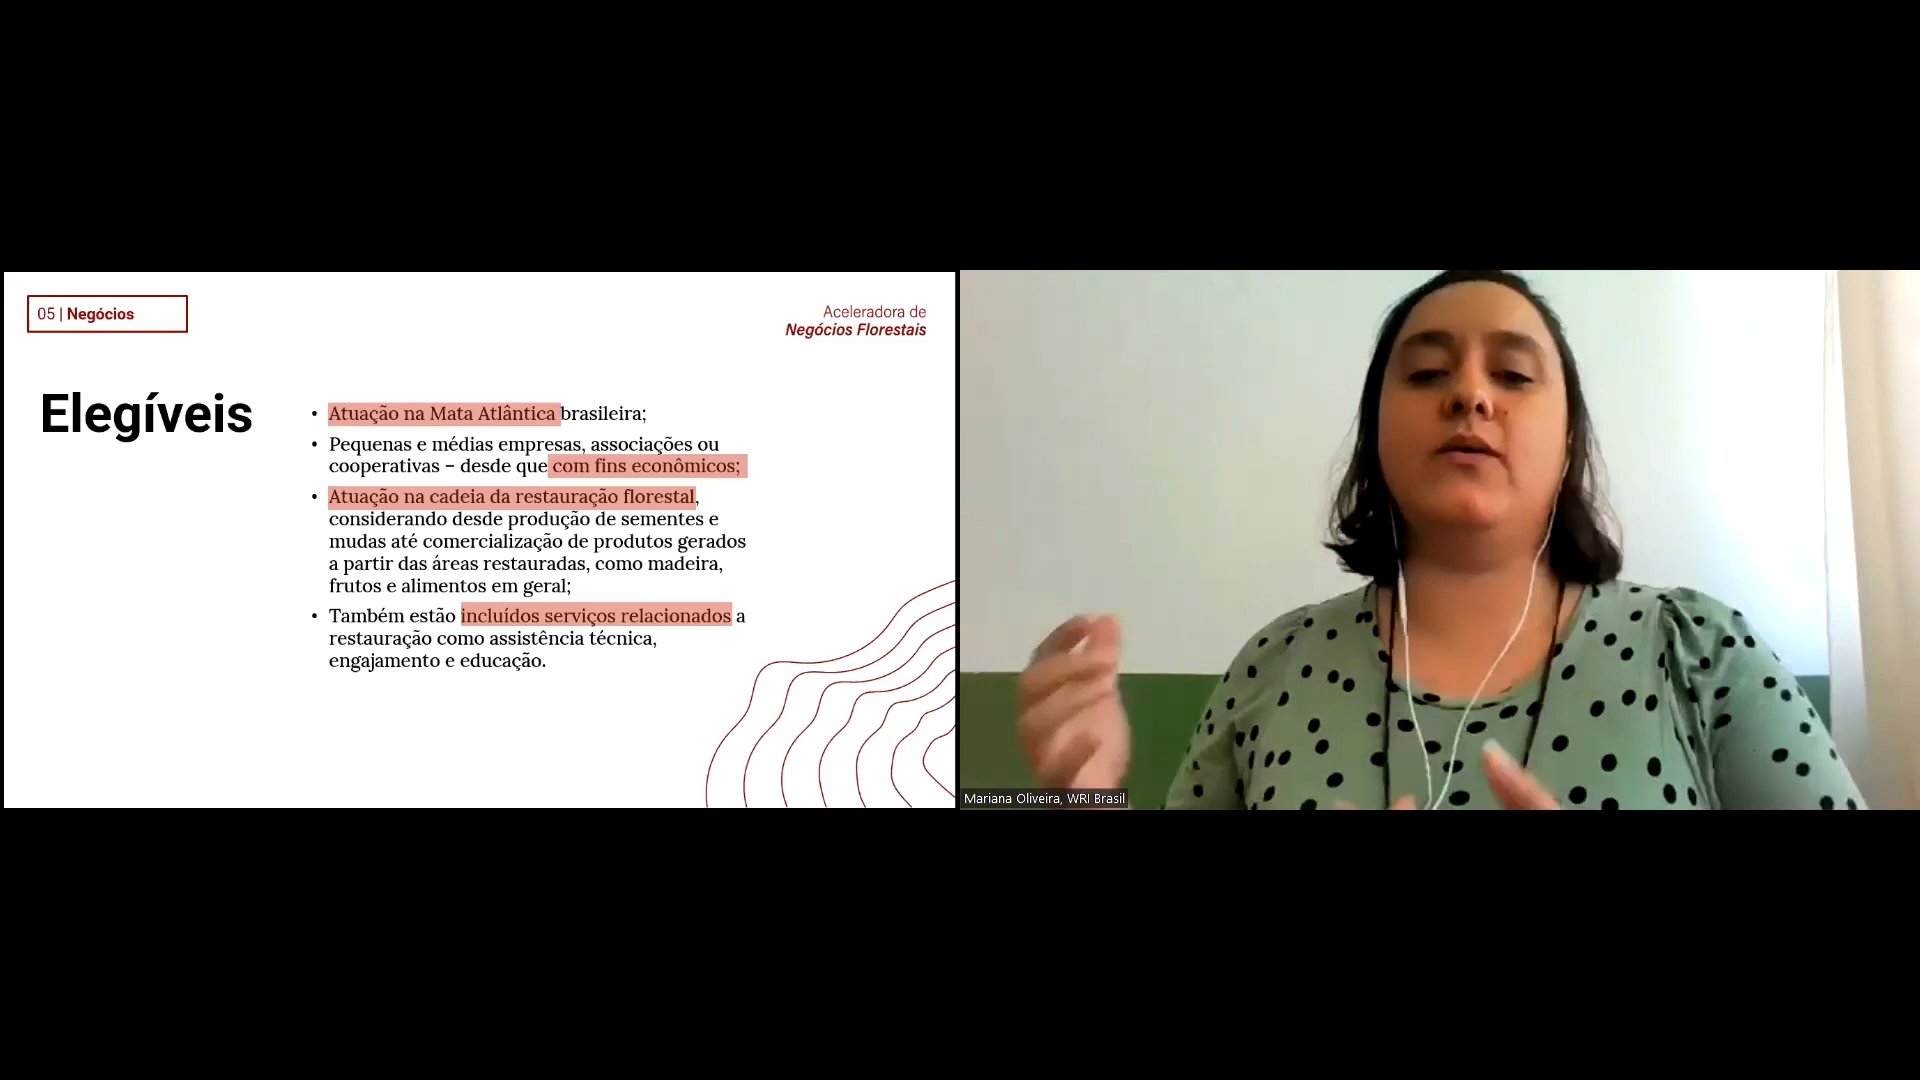 05 | Negócios
Aceleradora de
Negócios Florestais
Elegíveis
• Atuação na Mata Atlântica brasileira;
• Pequenas e médias empresas, associações ou
cooperativas – desde que com fins econômicos;
• Atuação na cadeia da restauração florestal,
considerando desde produção de sementes e
mudas até comercialização de produtos gerados
a partir das áreas restauradas, como madeira,
frutos e alimentos em geral;
• Também estão incluídos serviços relacionados a
restauração como assistência técnica,
engajamento e educação.
Mariana Oliveira, WRI Brasil